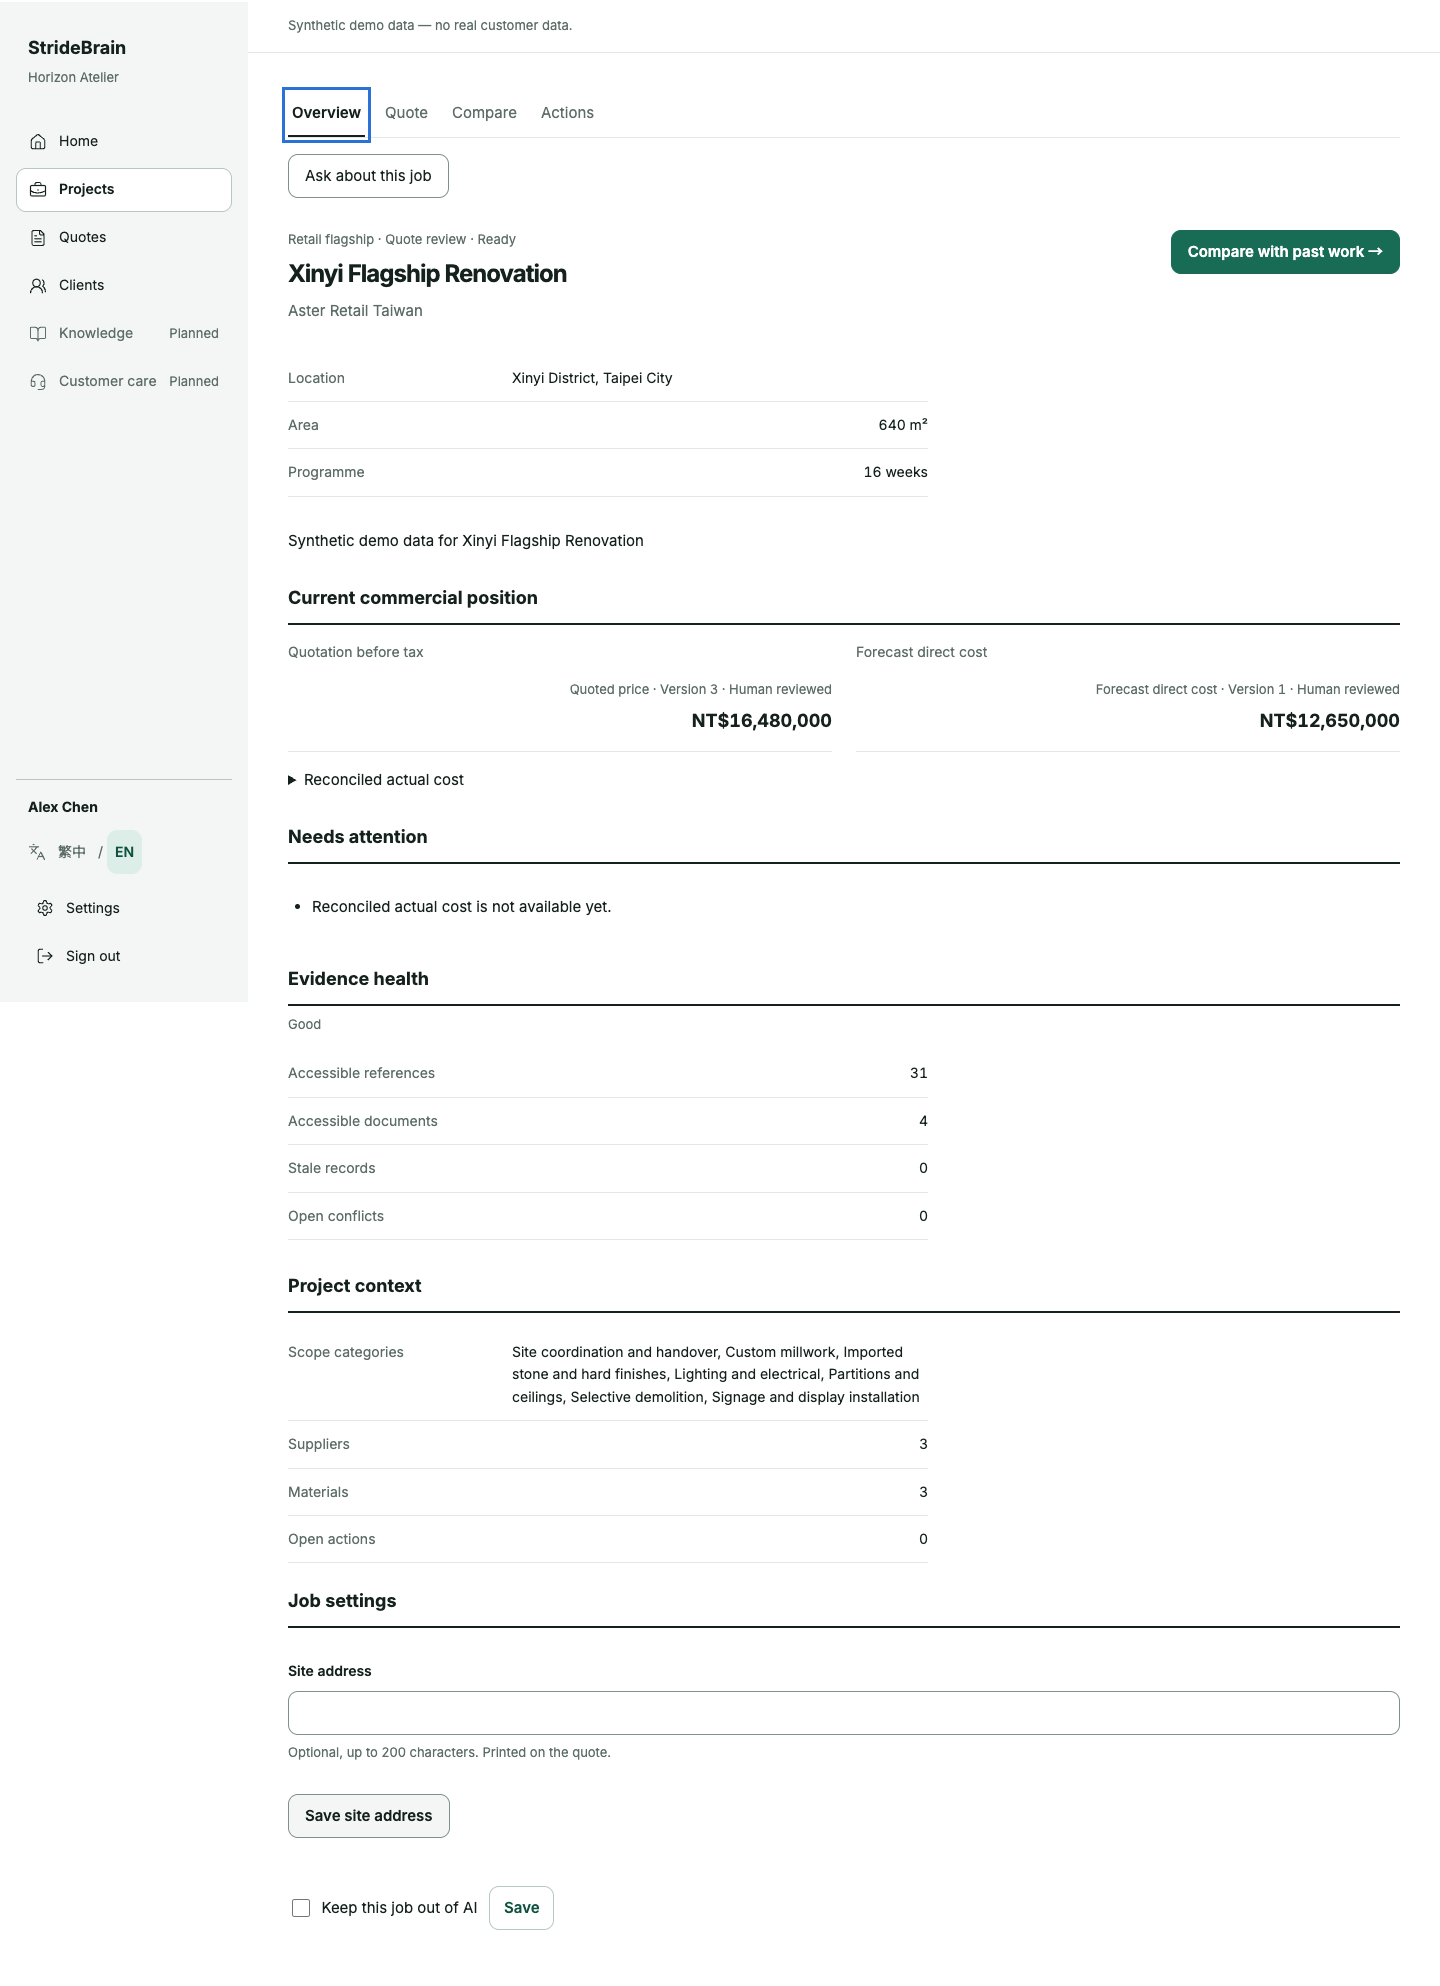 StrideBrain
Horizon Atelier
Home
Projects
Quotes
Clients
Knowledge Planned
Customer care Planned
Alex Chen
繁中 / EN
Settings
Sign out
Synthetic demo data — no real customer data.
Overview Quote Compare Actions
Ask about this job
Retail flagship · Quote review · Ready
Xinyi Flagship Renovation
Aster Retail Taiwan
Compare with past work →
Location Xinyi District, Taipei City
Area 640 m²
Programme 16 weeks
Synthetic demo data for Xinyi Flagship Renovation
Current commercial position
Quotation before tax
Quoted price · Version 3 · Human reviewed
NT$16,480,000
Forecast direct cost
Forecast direct cost · Version 1 · Human reviewed
NT$12,650,000
▶ Reconciled actual cost
Needs attention
• Reconciled actual cost is not available yet.
Evidence health
Good
Accessible references 31
Accessible documents 4
Stale records 0
Open conflicts 0
Project context
Scope categories Site coordination and handover, Custom millwork, Imported
stone and hard finishes, Lighting and electrical, Partitions and
ceilings, Selective demolition, Signage and display installation
Suppliers 3
Materials 3
Open actions 0
Job settings
Site address
Optional, up to 200 characters. Printed on the quote.
Save site address
Keep this job out of AI Save